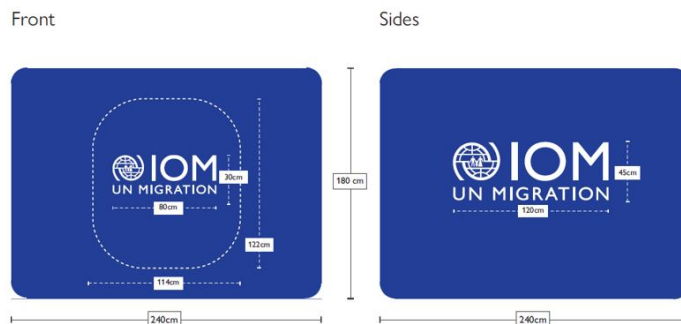 Front
Sides
IOM
UN MIGRATION
30cm
80cm
122cm
114cm
240cm
180 cm
IOM
UN MIGRATION
45cm
120cm
240cm